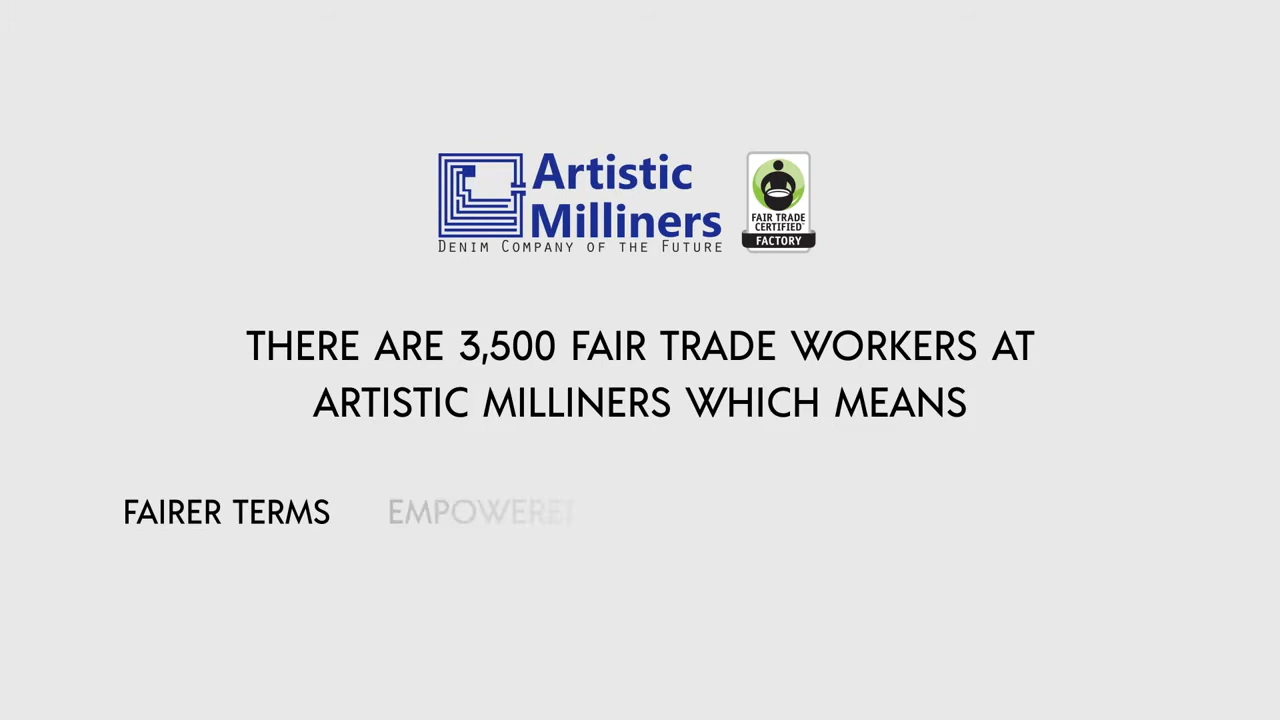 Artistic
Milliners
DENIM COMPANY OF THE FUTURE
FAIR TRADE
CERTIFIED™
FACTORY
THERE ARE 3,500 FAIR TRADE WORKERS AT
ARTISTIC MILLINERS WHICH MEANS
FAIRER TERMS